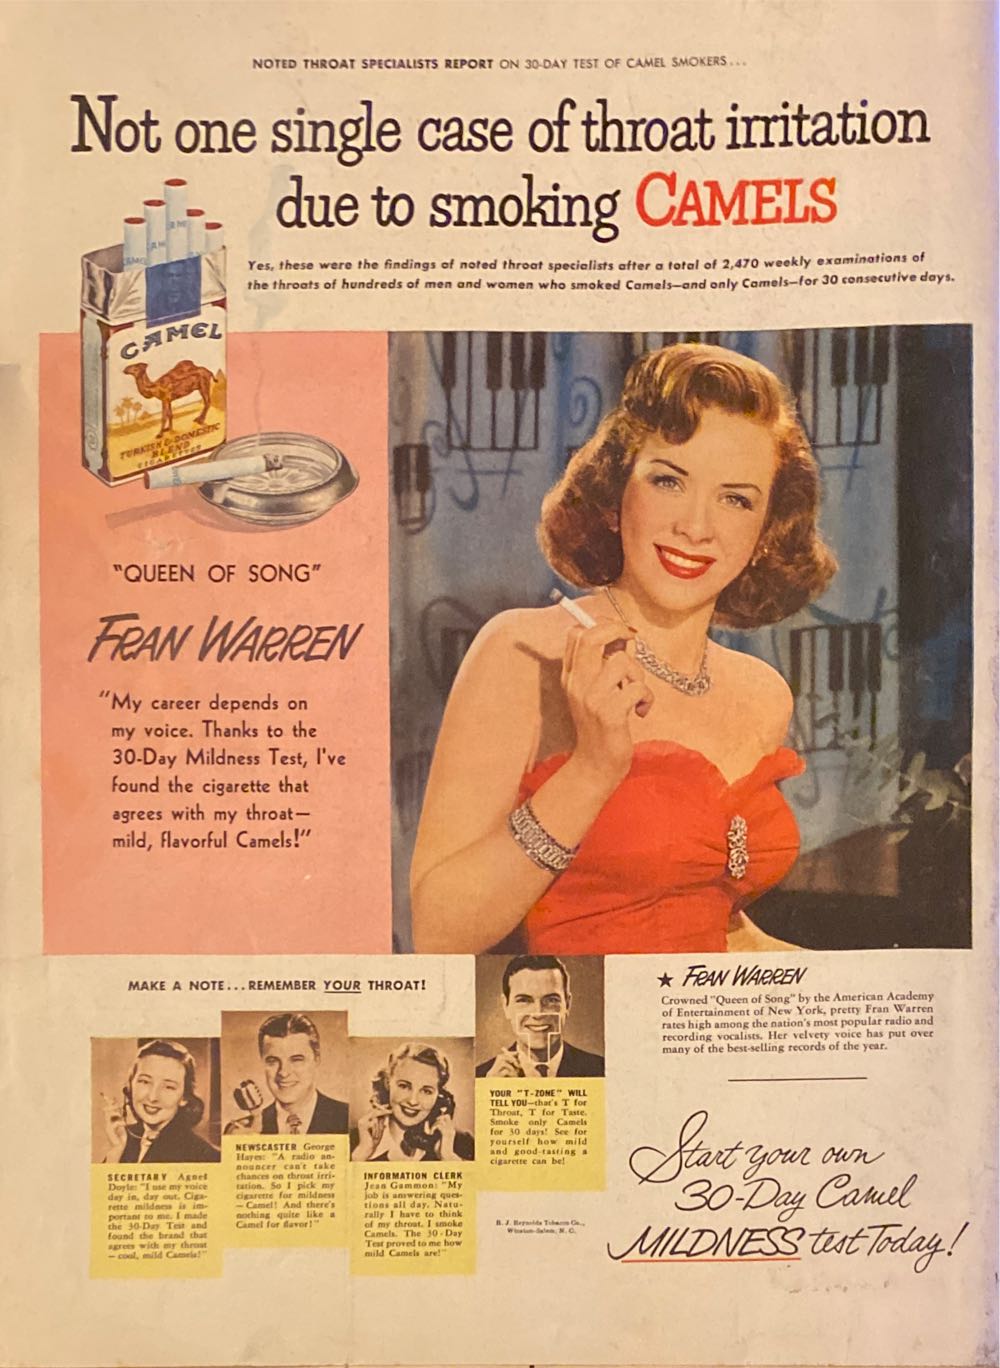 NOTED THROAT SPECIALISTS REPORT ON 30-DAY TEST OF CAMEL SMOKERS...
Not one single case of throat irritation
due to smoking CAMELS
Yes, these were the findings of noted throat specialists after a total of 2,470 weekly examinations of
the throats of hundreds of men and women who smoked Camels—and only Camels—for 30 consecutive days.
CAMEL
TURKISH & DOMESTIC
BLEND
CIGARETTES
"QUEEN OF SONG"
FRAN WARREN
"My career depends on
my voice. Thanks to the
30-Day Mildness Test, I've
found the cigarette that
agrees with my throat—
mild, flavorful Camels!"
MAKE A NOTE...REMEMBER YOUR THROAT!
SECRETARY Agnes
Doyle: "I use my voice
day in, day out. Ciga-
rette mildness is im-
portant to me. I made
the 30-Day Test and
found the brand that
agrees with my throat
— cool, mild Camels!"
NEWSCASTER George
Hayes: "A radio an-
nouncer can't take
chances on throat irri-
tation. So I pick my
cigarette for mildness
— Camel! And there's
nothing quite like a
Camel for flavor!"
INFORMATION CLERK
Jean Gammon: "My
job is answering ques-
tions all day. Natu-
rally I have to think
of my throat. I smoke
Camels. The 30-Day
Test proved to me how
mild Camels are!"
YOUR "T-ZONE" WILL
TELL YOU—that's T for
Throat, T for Taste.
Smoke only Camels
for 30 days! See for
yourself how mild
and good-tasting a
cigarette can be!
R. J. Reynolds Tobacco Co.,
Winston-Salem, N. C.
★ FRAN WARREN
Crowned "Queen of Song" by the American Academy
of Entertainment of New York, pretty Fran Warren
rates high among the nation's most popular radio and
recording vocalists. Her velvety voice has put over
many of the best-selling records of the year.
Start your own
30-Day Camel
MILDNESS test Today!